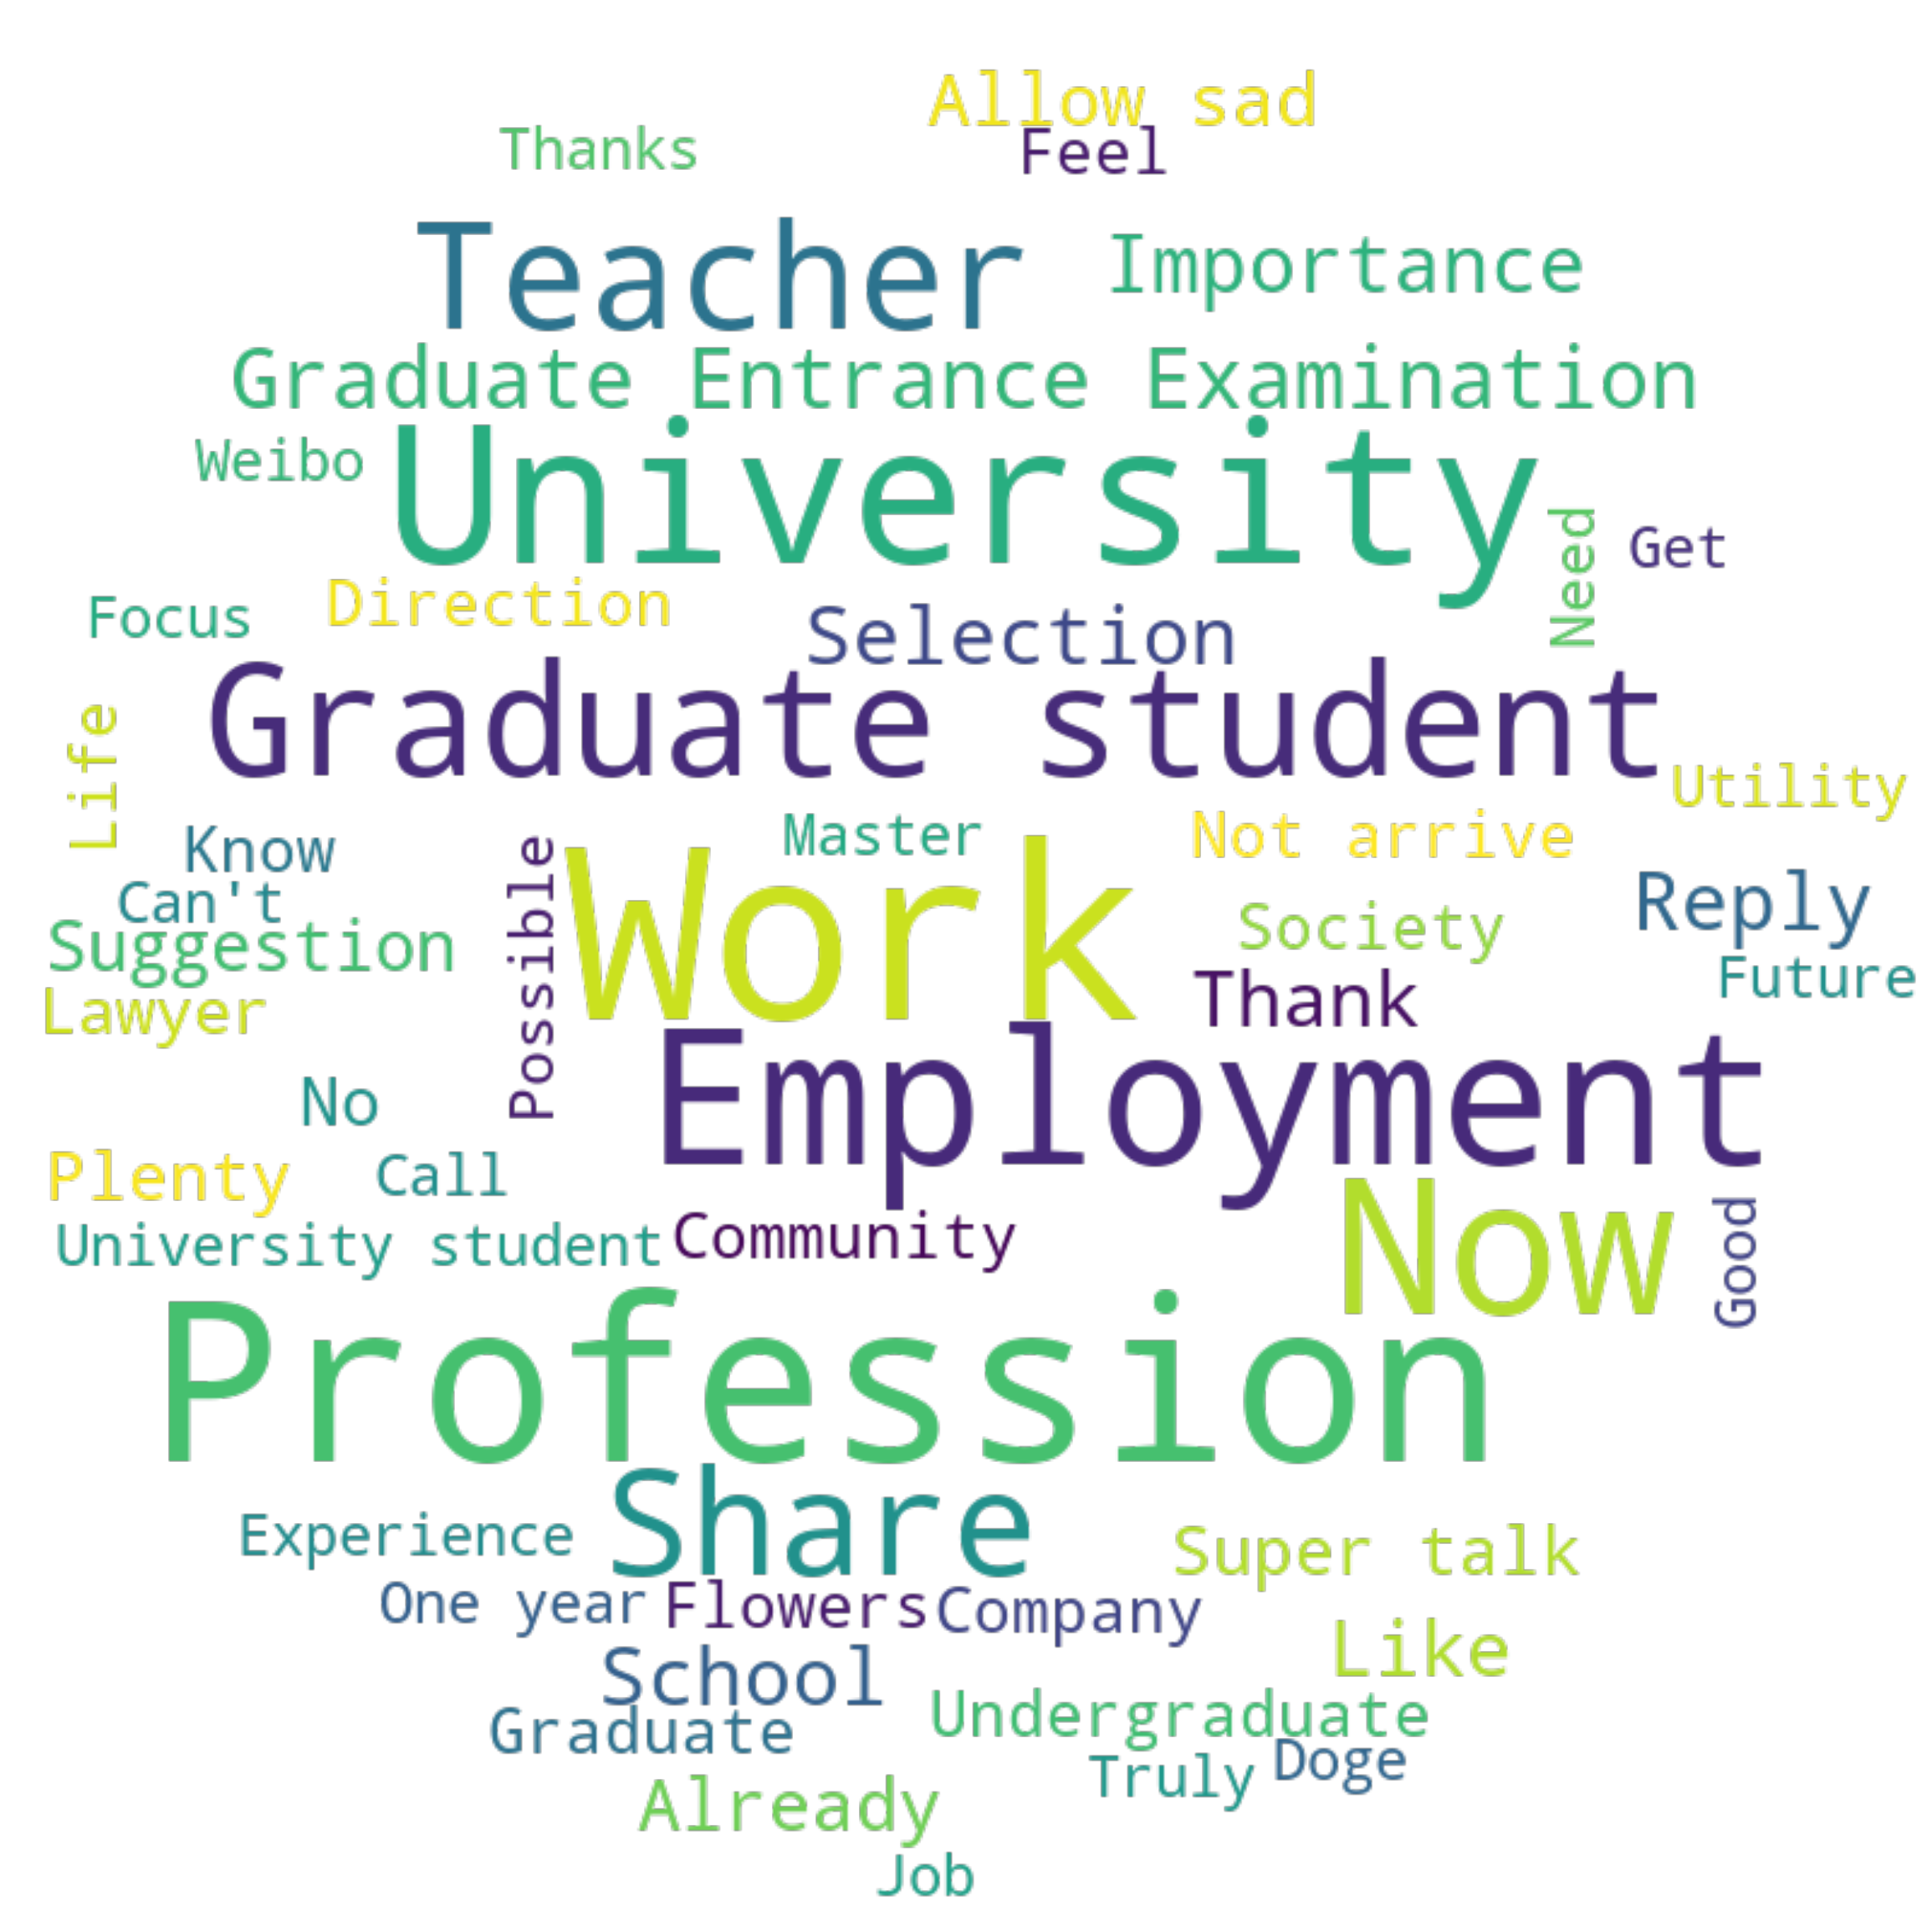 Allow sad
Thanks
Feel
Teacher
Importance
Graduate Entrance Examination
Weibo
University
Need
Get
Focus
Direction
Selection
Graduate student
Life
Utility
Know
Master
Not arrive
Can't
Possible
Work
Society
Reply
Suggestion
Thank
Future
Lawyer
Employment
No
Plenty
Call
Now
Good
University student
Community
Profession
Share
Experience
Super talk
One year
Flowers
Company
Like
School
Graduate
Undergraduate
Truly
Doge
Already
Job